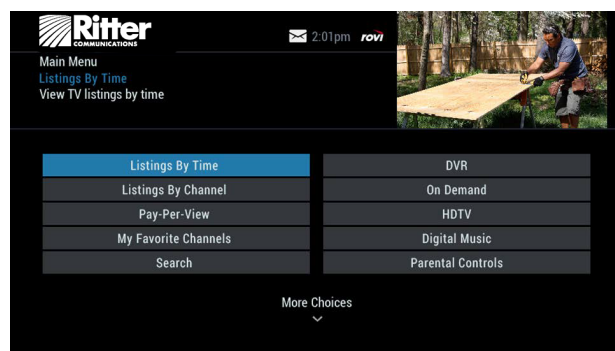 Ritter
COMMUNICATIONS
2:01pm rovi
Main Menu
Listings By Time
View TV listings by time
Listings By Time
DVR
Listings By Channel
On Demand
Pay-Per-View
HDTV
My Favorite Channels
Digital Music
Search
Parental Controls
More Choices